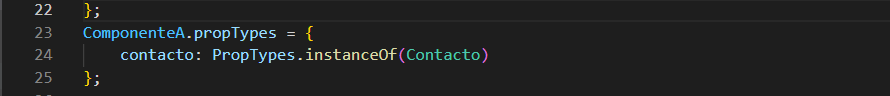 22 };
23 ComponenteA.propTypes = {
24     contacto: PropTypes.instanceOf(Contacto)
25 };